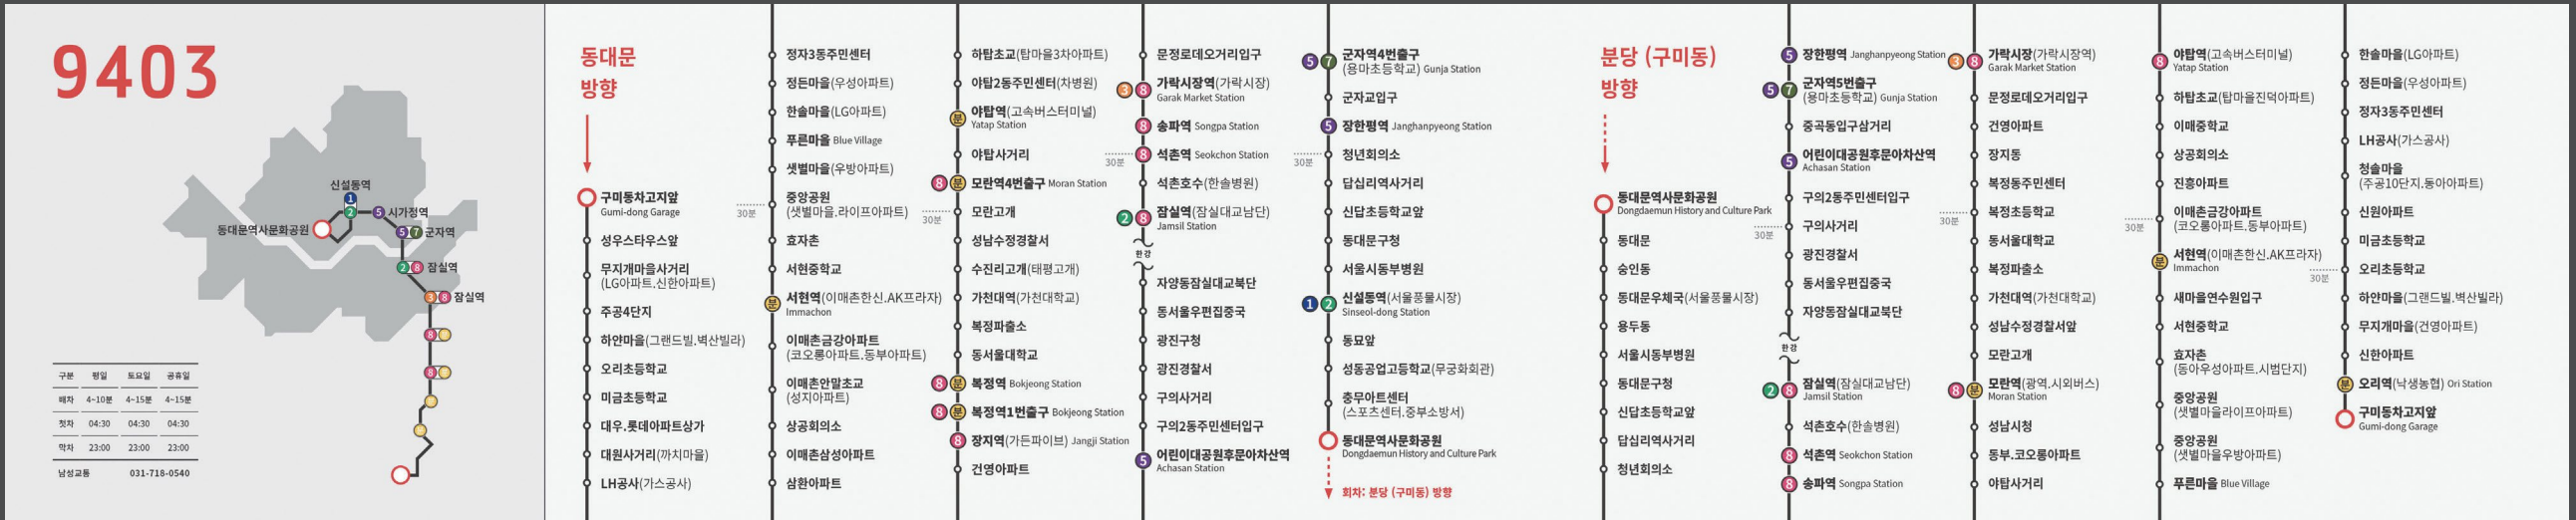 9403
신설동역
1
2
5 시가정역
동대문역사문화공원
5 7 군자역
2 8 잠실역
3 8 잠실역
8
8
구분 평일 토요일 공휴일
배차 4~10분 4~15분 4~15분
첫차 04:30 04:30 04:30
막차 23:00 23:00 23:00
남성교통 031-718-0540
동대문
방향
구미동차고지앞
Gumi-dong Garage
성우스타우스앞
무지개마을사거리
(LG아파트.신한아파트)
주공4단지
하얀마을(그랜드빌.벽산빌라)
오리초등학교
미금초등학교
대우.롯데아파트상가
대원사거리(까치마을)
LH공사(가스공사)
정자3동주민센터
정든마을(우성아파트)
한솔마을(LG아파트)
푸른마을 Blue Village
샛별마을(우방아파트)
중앙공원
(샛별마을.라이프아파트)
30분
효자촌
서현중학교
분 서현역(이매촌한신.AK프라자)
Immachon
이매촌금강아파트
(코오롱아파트.동부아파트)
이매촌안말초교
(성지아파트)
상공회의소
이매촌삼성아파트
삼환아파트
하탑초교(탑마을3차아파트)
야탑2동주민센터(차병원)
분 야탑역(고속버스터미널)
Yatap Station
야탑사거리
8 분 모란역4번출구 Moran Station
모란고개
30분
성남수정경찰서
수진리고개(태평고개)
가천대역(가천대학교)
복정파출소
동서울대학교
8 분 복정역 Bokjeong Station
8 분 복정역1번출구 Bokjeong Station
8 장지역(가든파이브) Jangji Station
건영아파트
문정로데오거리입구
3 8 가락시장역(가락시장)
Garak Market Station
8 송파역 Songpa Station
8 석촌역 Seokchon Station
30분
석촌호수(한솔병원)
2 8 잠실역(잠실대교남단)
Jamsil Station
한강
자양동잠실대교북단
동서울우편집중국
광진구청
광진경찰서
구의사거리
구의2동주민센터입구
5 어린이대공원후문아차산역
Achasan Station
5 7 군자역4번출구
(용마초등학교) Gunja Station
군자교입구
5 장한평역 Janghanpyeong Station
청년회의소
30분
답십리역사거리
신답초등학교앞
동대문구청
서울시동부병원
1 2 신설동역(서울풍물시장)
Sinseol-dong Station
동묘앞
성동공업고등학교(무궁화회관)
충무아트센터
(스포츠센터.중부소방서)
동대문역사문화공원
Dongdaemun History and Culture Park
회차: 분당 (구미동) 방향
분당 (구미동)
방향
동대문역사문화공원
Dongdaemun History and Culture Park
동대문
숭인동
동대문우체국(서울풍물시장)
용두동
서울시동부병원
동대문구청
신답초등학교앞
답십리역사거리
청년회의소
5 장한평역 Janghanpyeong Station
5 7 군자역5번출구
(용마초등학교) Gunja Station
중곡동입구삼거리
5 어린이대공원후문아차산역
Achasan Station
구의2동주민센터입구
구의사거리
30분
광진경찰서
동서울우편집중국
자양동잠실대교북단
한강
2 8 잠실역(잠실대교남단)
Jamsil Station
석촌호수(한솔병원)
8 석촌역 Seokchon Station
8 송파역 Songpa Station
3 8 가락시장(가락시장역)
Garak Market Station
문정로데오거리입구
건영아파트
장지동
복정동주민센터
복정초등학교
30분
동서울대학교
복정파출소
가천대역(가천대학교)
성남수정경찰서앞
모란고개
8 분 모란역(광역.시외버스)
Moran Station
성남시청
동부.코오롱아파트
야탑사거리
8 야탑역(고속버스터미널)
Yatap Station
하탑초교(탑마을진덕아파트)
이매중학교
상공회의소
진흥아파트
이매촌금강아파트
(코오롱아파트.동부아파트)
30분
분 서현역(이매촌한신.AK프라자)
Immachon
새마을연수원입구
서현중학교
효자촌
(동아우성아파트.시범단지)
중앙공원
(샛별마을라이프아파트)
중앙공원
(샛별마을우방아파트)
푸른마을 Blue Village
한솔마을(LG아파트)
정든마을(우성아파트)
정자3동주민센터
LH공사(가스공사)
청솔마을
(주공10단지.동아아파트)
신원아파트
미금초등학교
오리초등학교
30분
하얀마을(그랜드빌.벽산빌라)
무지개마을(건영아파트)
신한아파트
분 오리역(낙생농협) Ori Station
구미동차고지앞
Gumi-dong Garage